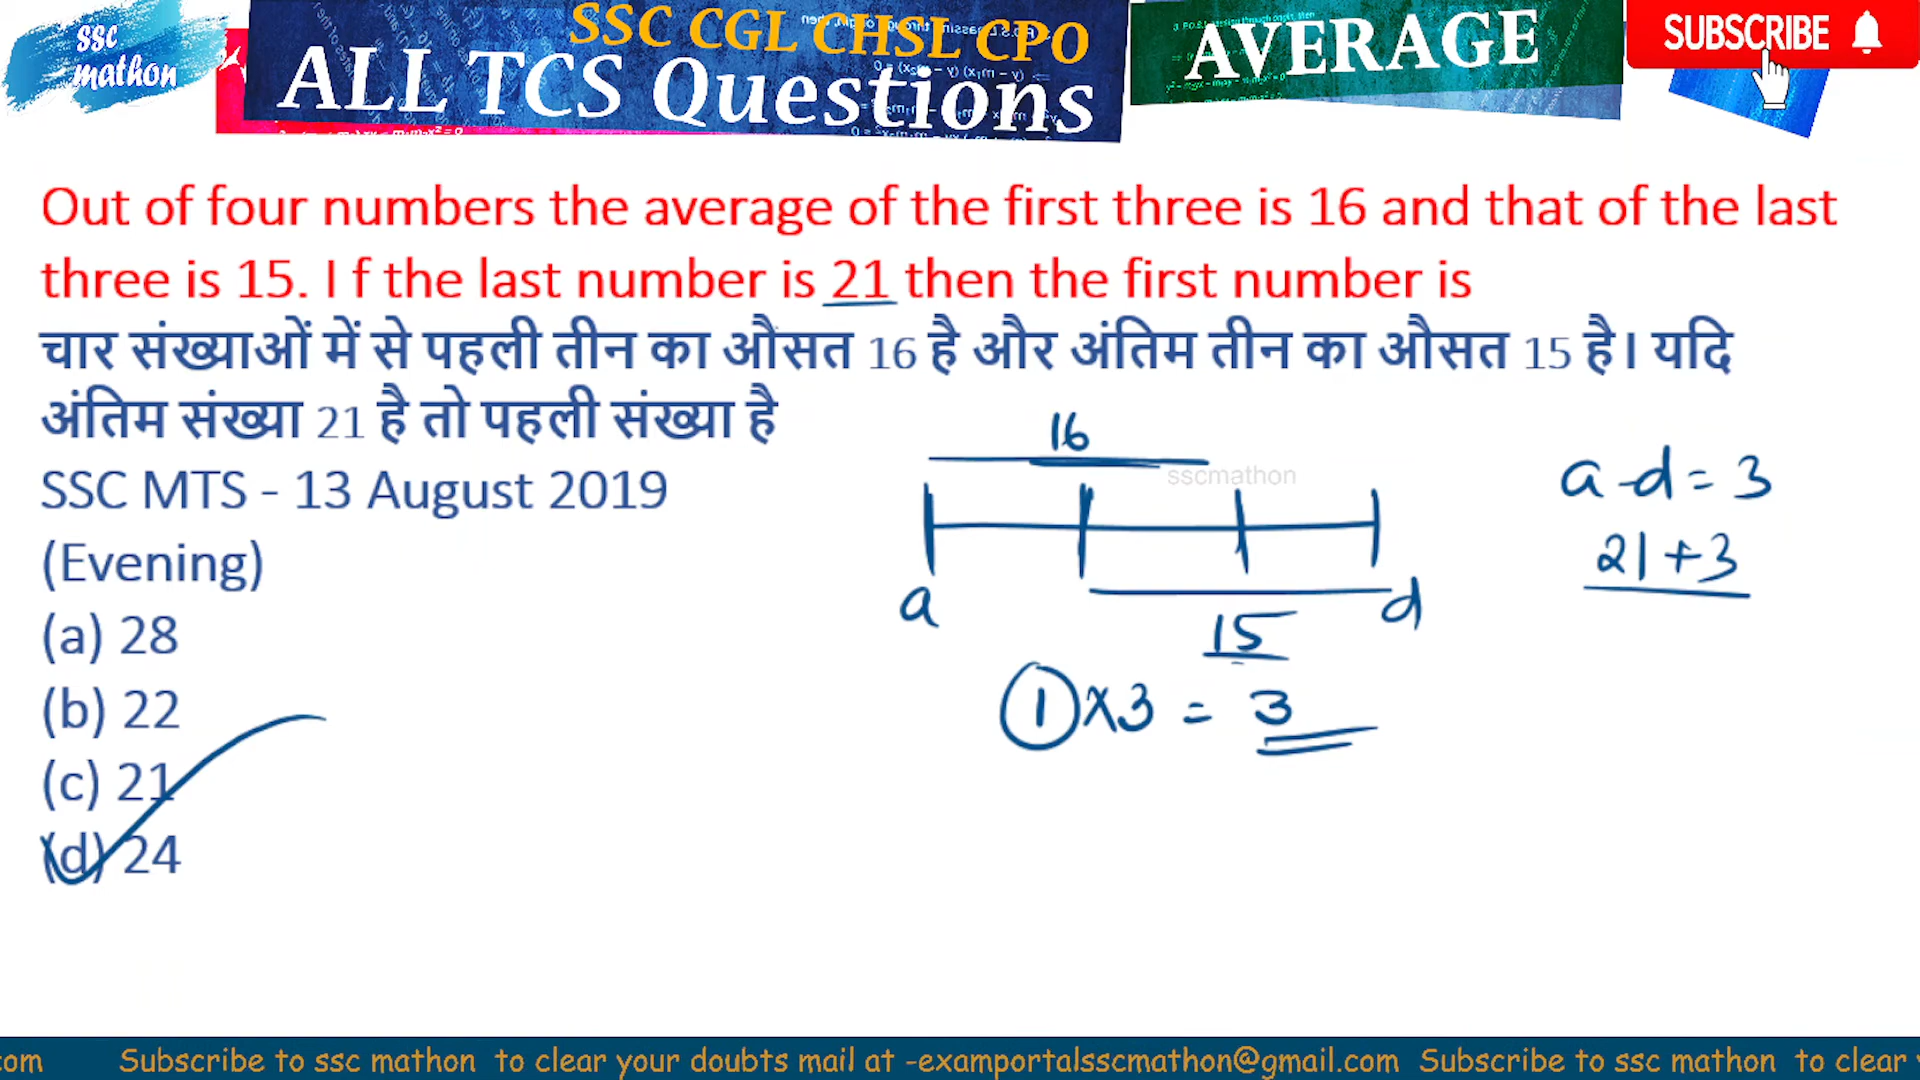 ssc
mathon
SSC CGL CHSL CPO
ALL TCS Questions
AVERAGE
SUBSCRIBE
Out of four numbers the average of the first three is 16 and that of the last
three is 15. I f the last number is 21 then the first number is
चार संख्याओं में से पहली तीन का औसत 16 है और अंतिम तीन का औसत 15 है। यदि
अंतिम संख्या 21 है तो पहली संख्या है
SSC MTS - 13 August 2019
(Evening)
(a) 28
(b) 22
(c) 21
(d) 24
16
sscmathon
a d
15
1 x 3 = 3
a - d = 3
21 + 3
com Subscribe to ssc mathon to clear your doubts mail at -examportalsscmathon@gmail.com Subscribe to ssc mathon to clear